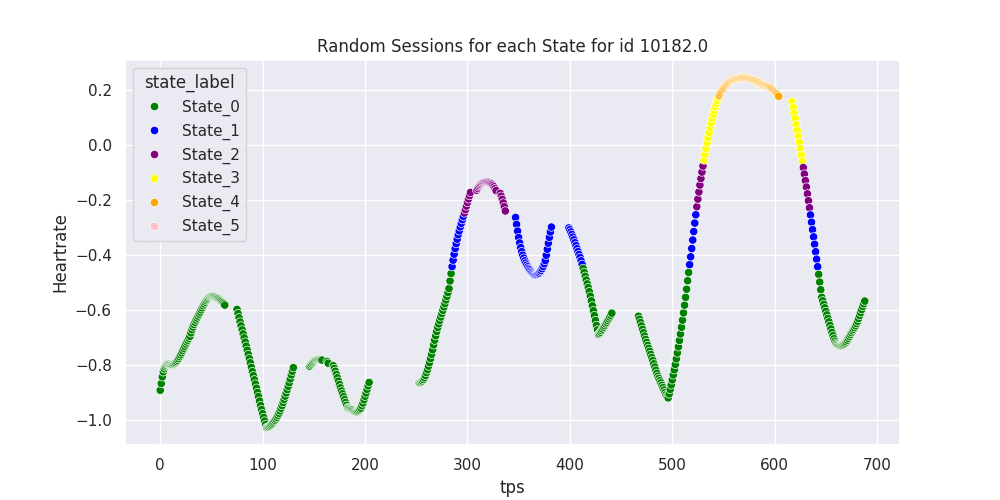 Random Sessions for each State for id 10182.0
state_label
State_0
State_1
State_2
State_3
State_4
State_5
Heartrate
0.2
0.0
−0.2
−0.4
−0.6
−0.8
−1.0
0 100 200 300 400 500 600 700
tps